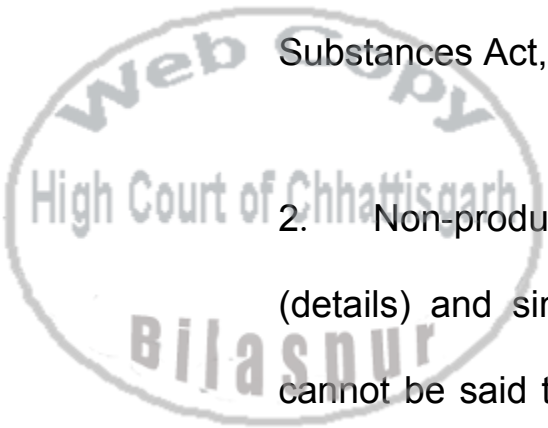 Web Copy
Substances Act,
High Court of Chhattisgarh
2. Non-produ
(details) and sir
Bilaspur
cannot be said t